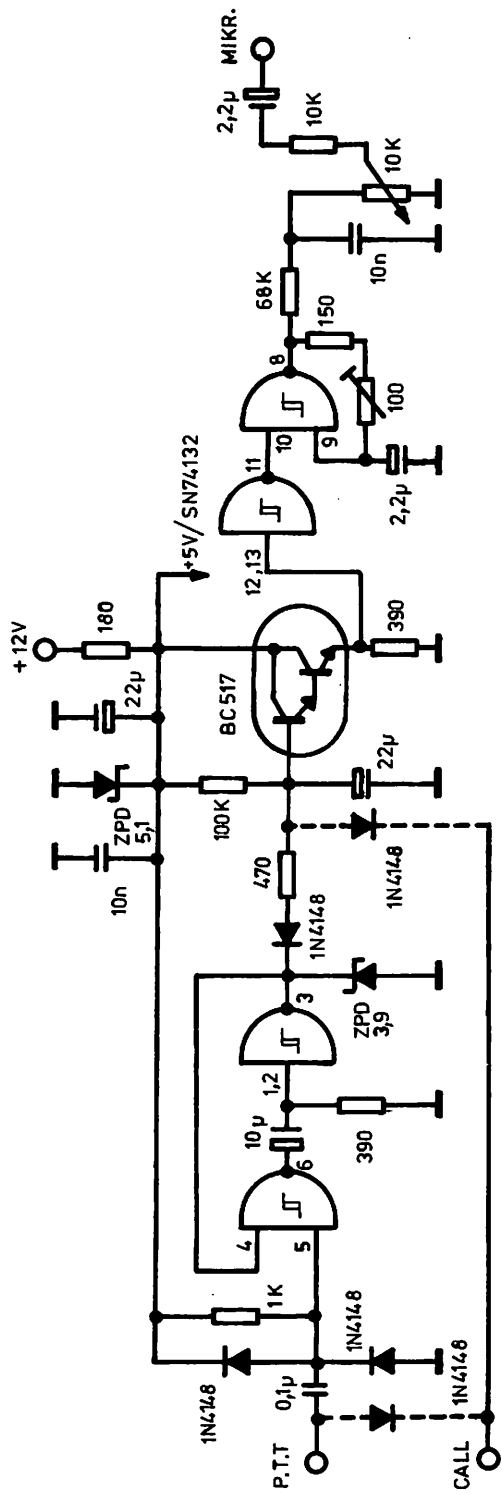 P.T.T
CALL
0,1µ
1N4148
1N4148
1N4148
1K
4
5
6
10µ
390
1,2
3
ZPD
3,9
1N4148
470
1N4148
10n
ZPD
5,1
22µ
+12V
180
100K
22µ
BC 517
+5V/SN74132
390
12,13
11
10
9
8
2,2µ
100
150
68K
10n
10K
10K
2,2µ
MIKR.